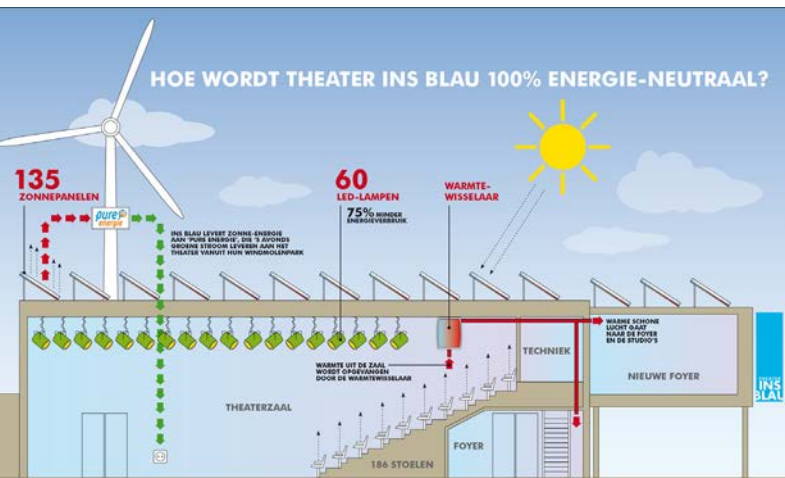 HOE WORDT THEATER INS BLAU 100% ENERGIE-NEUTRAAL?
135
ZONNEPANELEN
pure
energie
INS BLAU LEVERT ZONNE-ENERGIE
AAN 'PURE ENERGIE', DIE 'S AVONDS
GROENE STROOM LEVEREN AAN HET
THEATER VANUIT HUN WINDMOLENPARK
60
LED-LAMPEN
75% MINDER
ENERGIEVERBRUIK
WARMTE-
WISSELAAR
WARMTE UIT DE ZAAL
WORDT OPGEVANGEN
DOOR DE WARMTEWISSELAAR
WARME SCHONE
LUCHT GAAT
NAAR DE FOYER
EN DE STUDIO'S
TECHNIEK
NIEUWE FOYER
THEATERZAAL
FOYER
186 STOELEN
THEATER
INS
BLAU